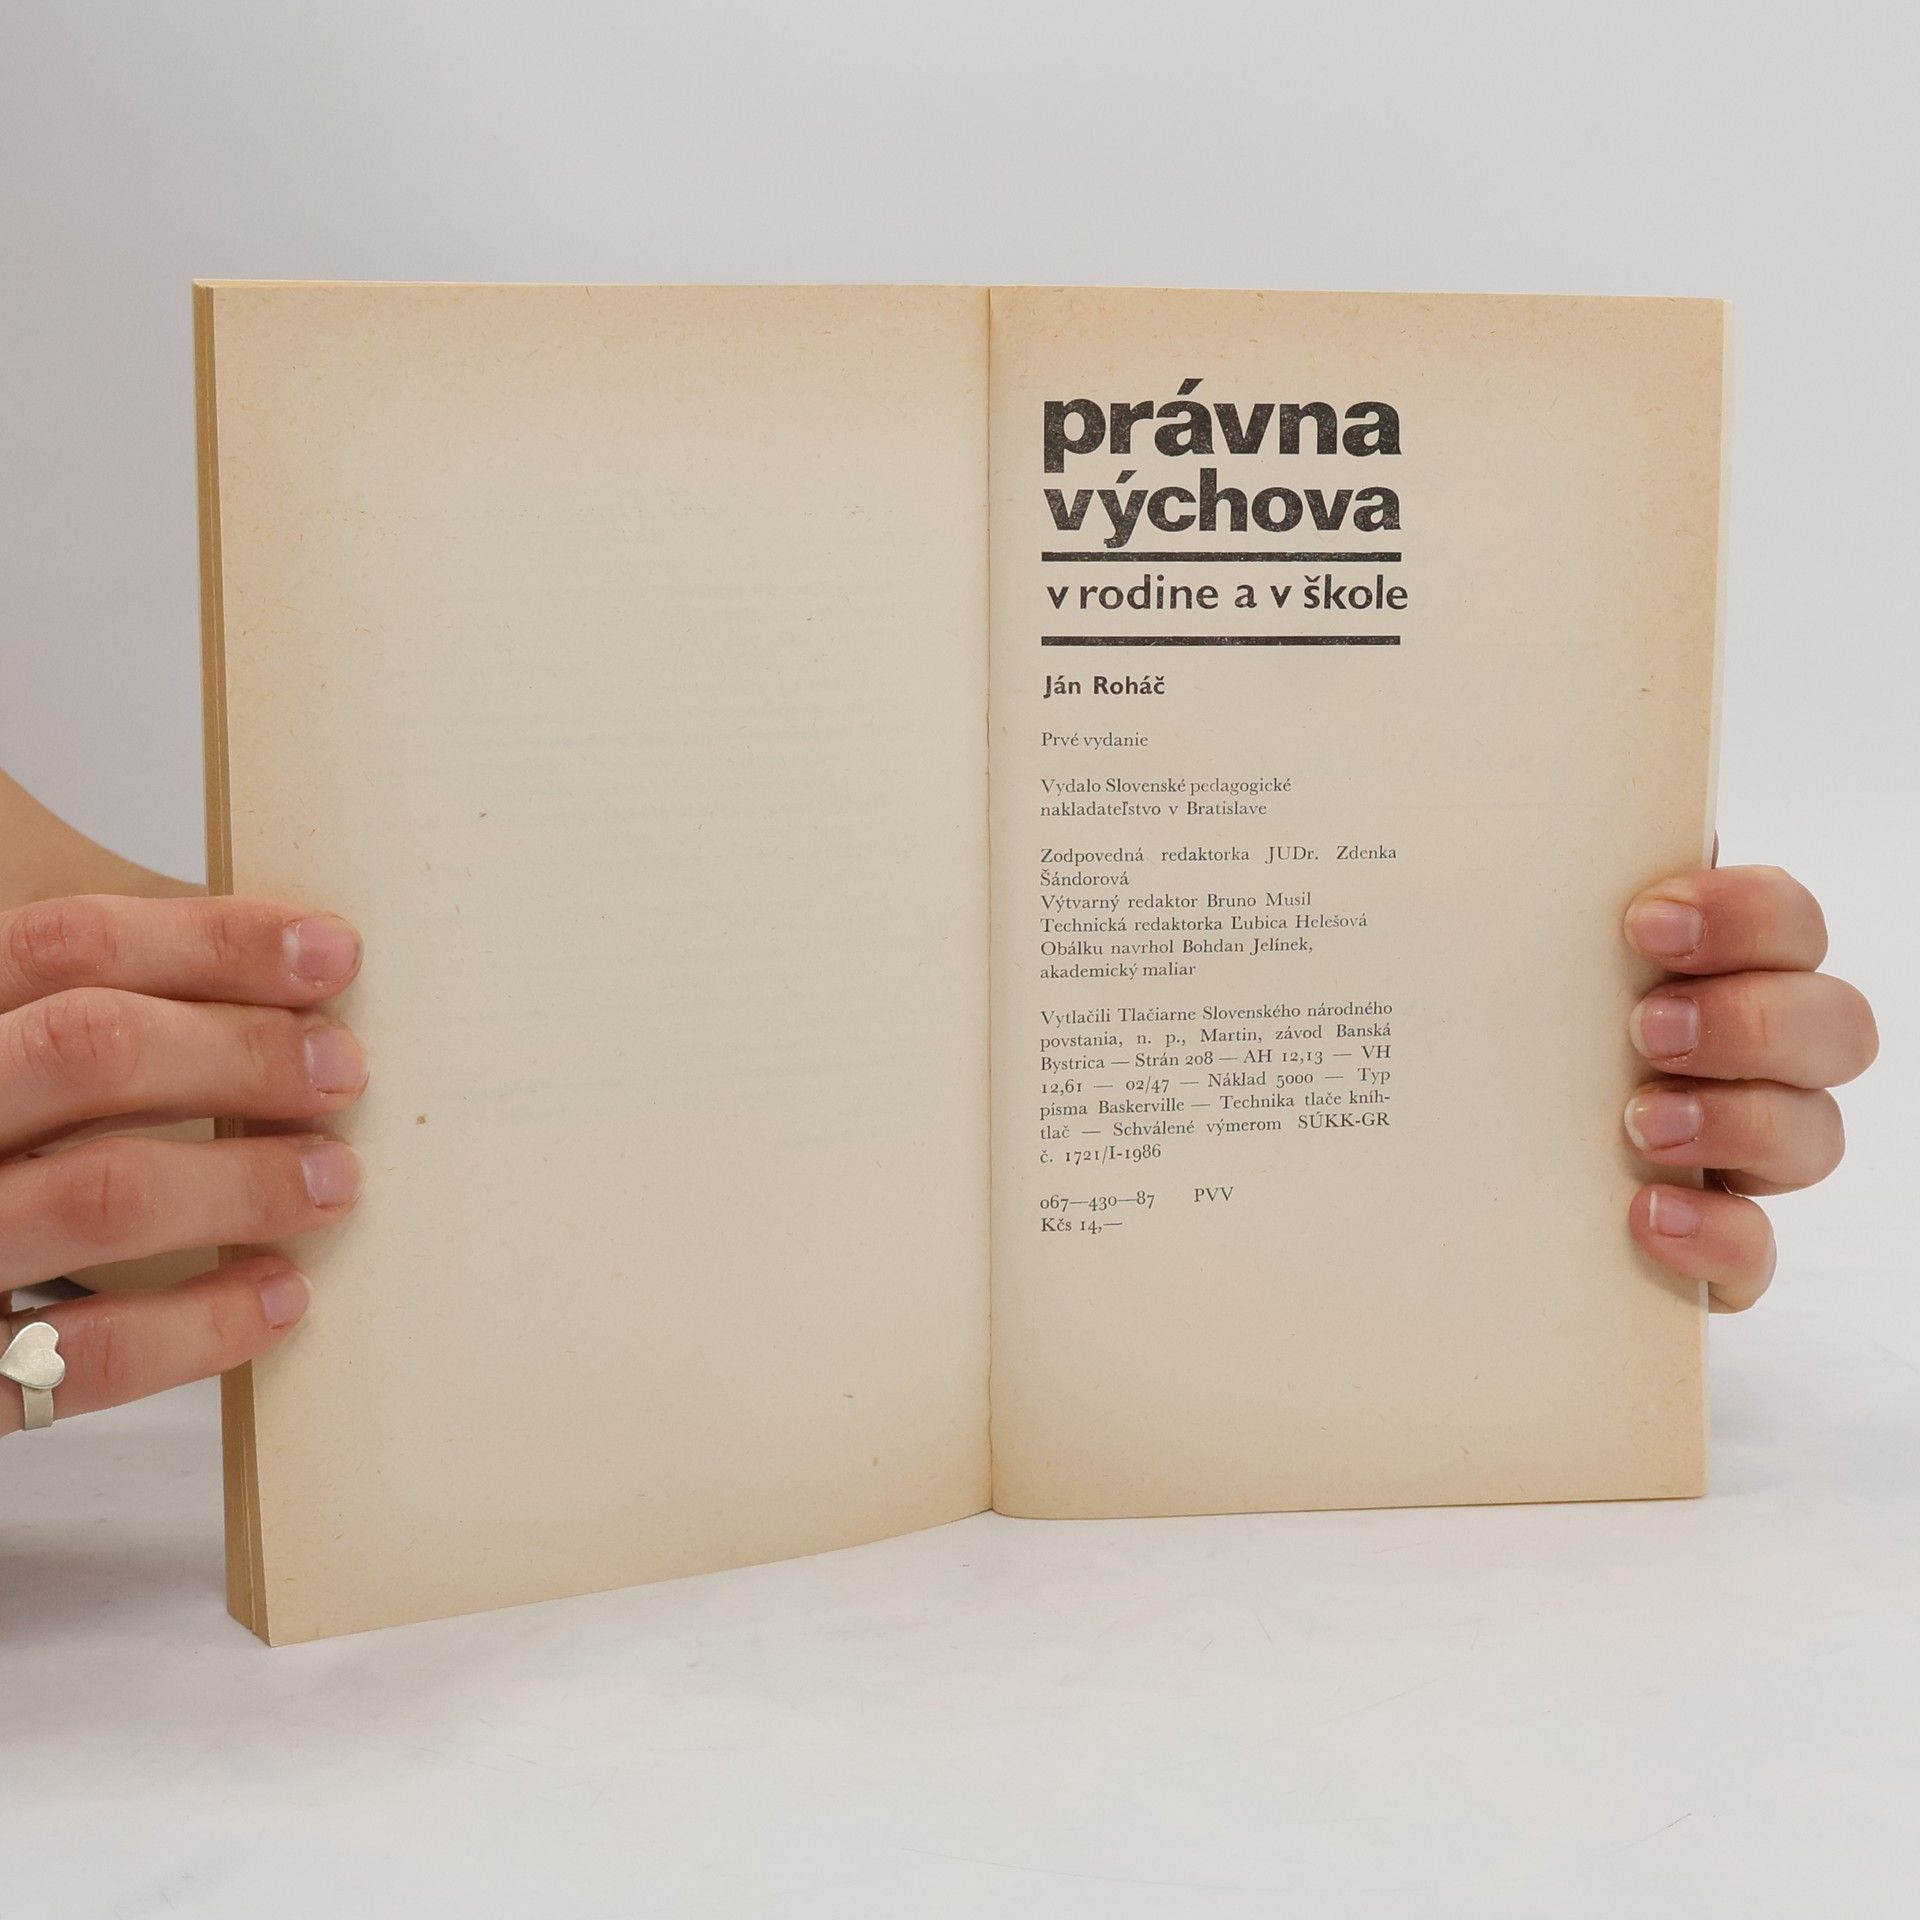 právna
výchova
v rodine a v škole
Ján Roháč
Prvé vydanie
Vydalo Slovenské pedagogické
nakladateľstvo v Bratislave
Zodpovedná redaktorka JUDr. Zdenka
Šándorová
Výtvarný redaktor Bruno Musil
Technická redaktorka Ľubica Helešová
Obálku navrhol Bohdan Jelínek,
akademický maliar
Vytlačili Tlačiarne Slovenského národného
povstania, n. p., Martin, závod Banská
Bystrica — Strán 208 — AH 12,13 — VH
12,61 — 02/47 — Náklad 5000 — Typ
písma Baskerville — Technika tlače kníh-
tlač — Schválené výmerom SÚKK-GR
č. 1721/I-1986
067—430—87 PVV
Kčs 14,—